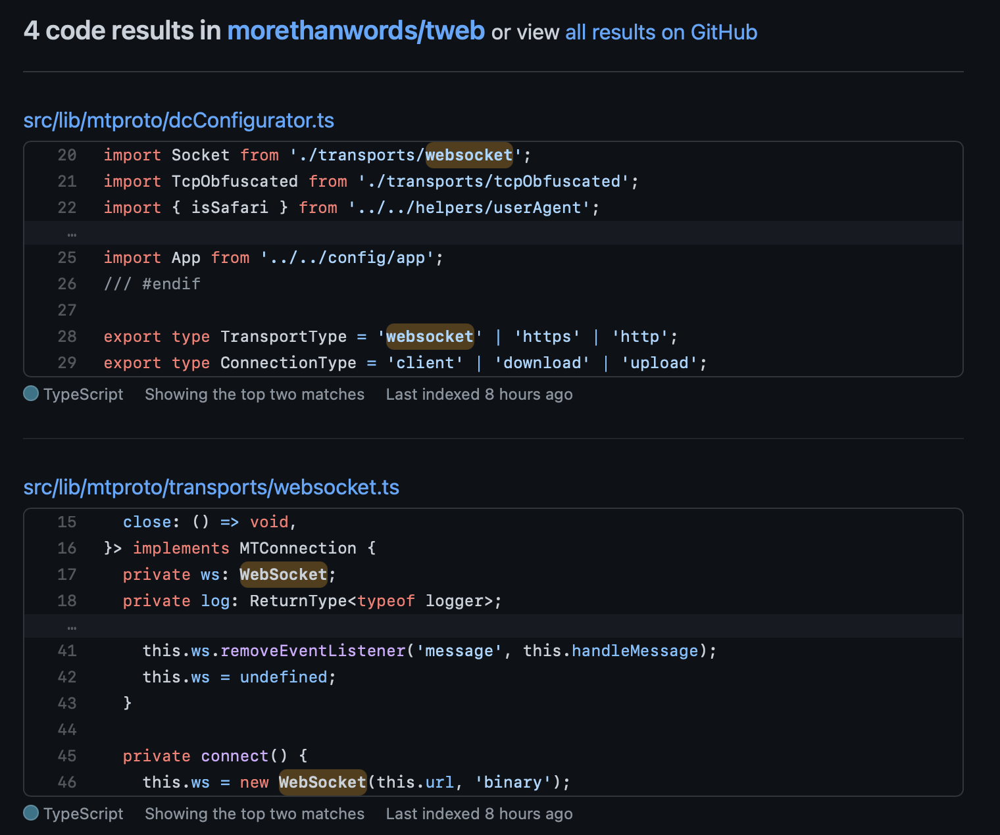 4 code results in morethanwords/tweb or view all results on GitHub
src/lib/mtproto/dcConfigurator.ts
20 import Socket from './transports/websocket';
21 import TcpObfuscated from './transports/tcpObfuscated';
22 import { isSafari } from '../../helpers/userAgent';
…
25 import App from '../../config/app';
26 /// #endif
27
28 export type TransportType = 'websocket' | 'https' | 'http';
29 export type ConnectionType = 'client' | 'download' | 'upload';
TypeScript Showing the top two matches Last indexed 8 hours ago
src/lib/mtproto/transports/websocket.ts
15   close: () => void,
16 }> implements MTConnection {
17   private ws: WebSocket;
18   private log: ReturnType<typeof logger>;
…
41     this.ws.removeEventListener('message', this.handleMessage);
42     this.ws = undefined;
43   }
44
45   private connect() {
46     this.ws = new WebSocket(this.url, 'binary');
TypeScript Showing the top two matches Last indexed 8 hours ago